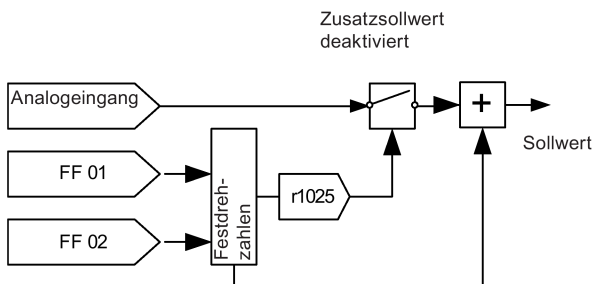 Zusatzsollwert
deaktiviert
Analogeingang
+
Sollwert
FF 01
r1025
FF 02
Festdreh-
zahlen